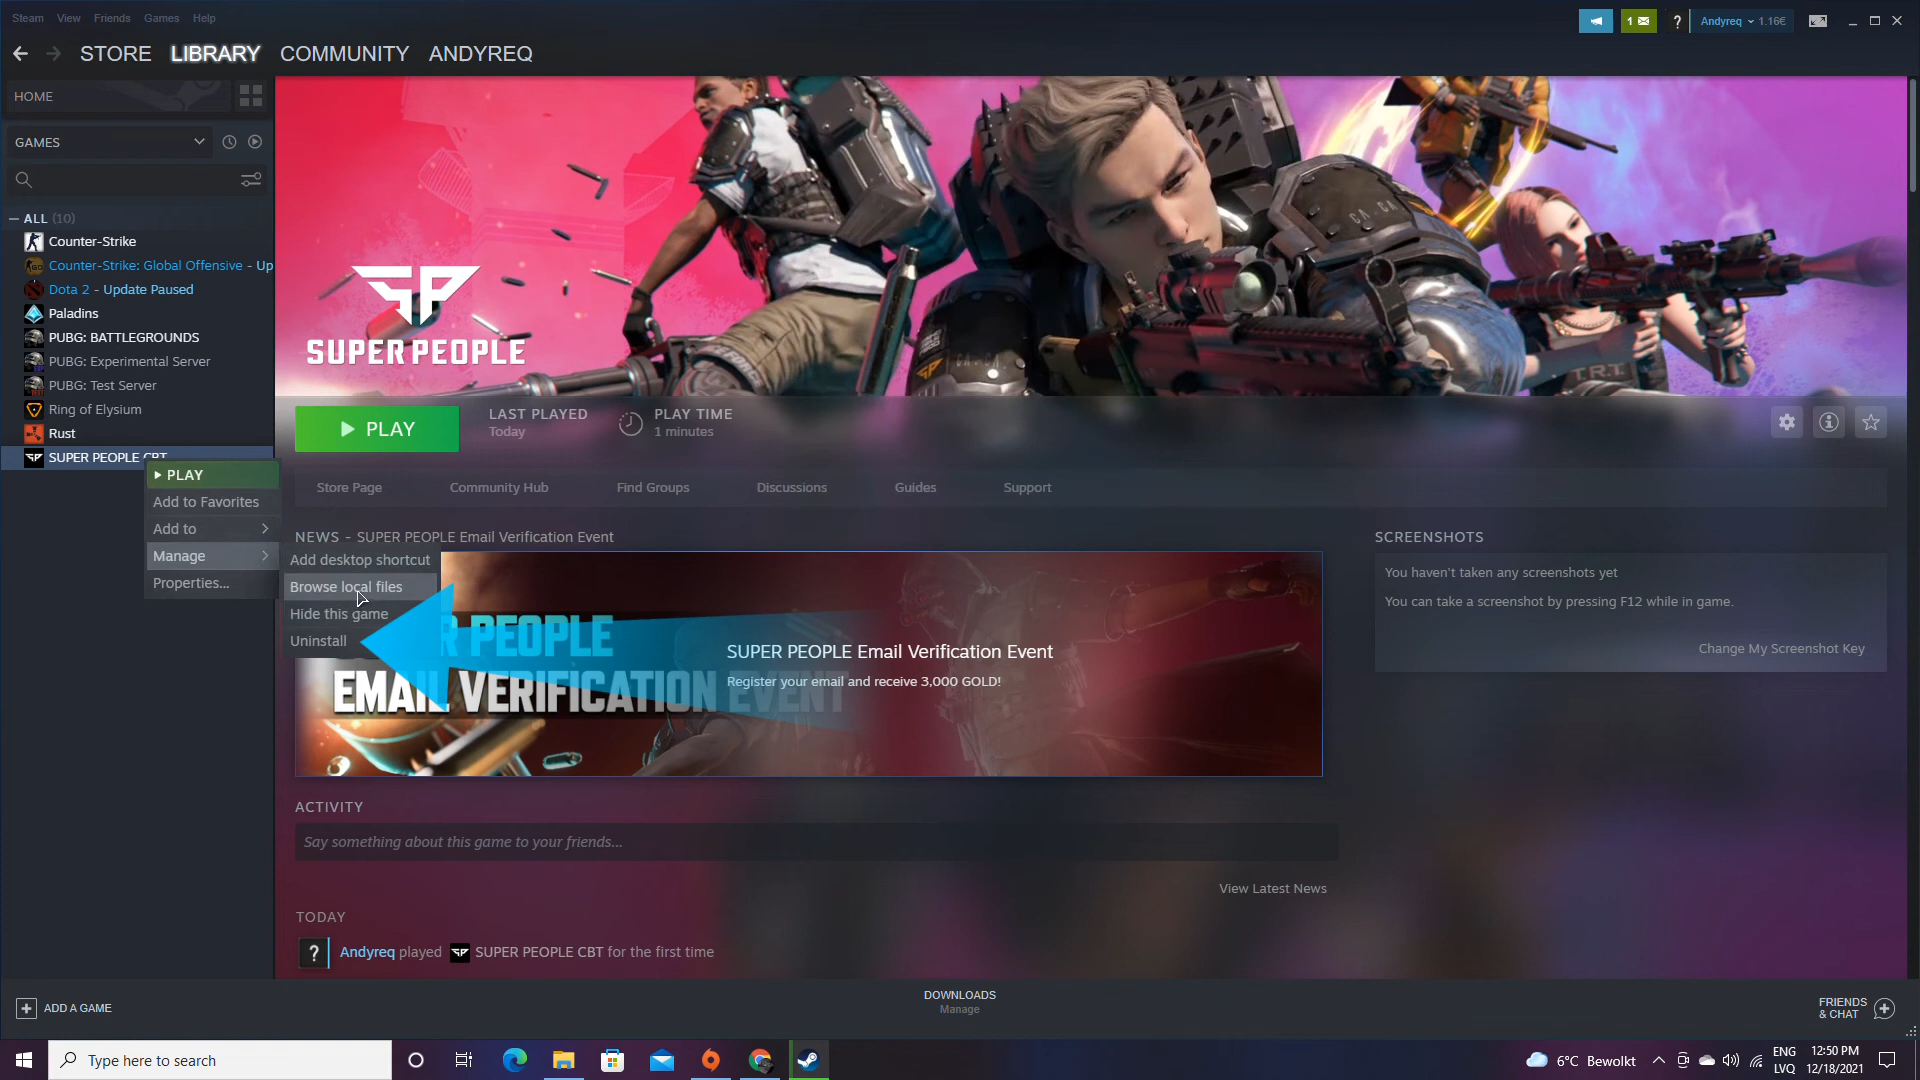 Steam View Friends Games Help
1
?
Andyreq 1.16€
STORE LIBRARY COMMUNITY ANDYREQ
HOME
GAMES
ALL (10)
Counter-Strike
Counter-Strike: Global Offensive - Up
Dota 2 - Update Paused
Paladins
PUBG: BATTLEGROUNDS
PUBG: Experimental Server
PUBG: Test Server
Ring of Elysium
Rust
SUPER PEOPLE CBT
PLAY
Add to Favorites
Add to
Manage
Properties...
Add desktop shortcut
Browse local files
Hide this game
Uninstall
SUPER PEOPLE
PLAY
LAST PLAYED
Today
PLAY TIME
1 minutes
Store Page Community Hub Find Groups Discussions Guides Support
NEWS - SUPER PEOPLE Email Verification Event
R PEOPLE
EMAIL VERIFICATION EVENT
SUPER PEOPLE Email Verification Event
Register your email and receive 3,000 GOLD!
SCREENSHOTS
You haven't taken any screenshots yet
You can take a screenshot by pressing F12 while in game.
Change My Screenshot Key
ACTIVITY
Say something about this game to your friends...
View Latest News
TODAY
? Andyreq played SUPER PEOPLE CBT for the first time
ADD A GAME
DOWNLOADS
Manage
FRIENDS
& CHAT
Type here to search
6°C Bewolkt
ENG
LVQ
12:50 PM
12/18/2021